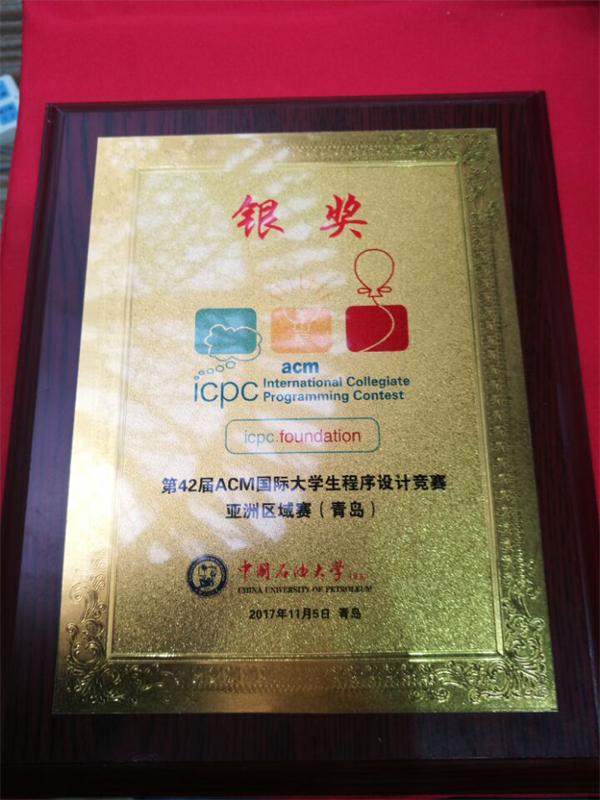 银奖
acm
icpc International Collegiate
Programming Contest
icpc.foundation
第42届ACM国际大学生程序设计竞赛
亚洲区域赛（青岛）
中国石油大学
CHINA UNIVERSITY OF PETROLEUM
2017年11月5日 青岛